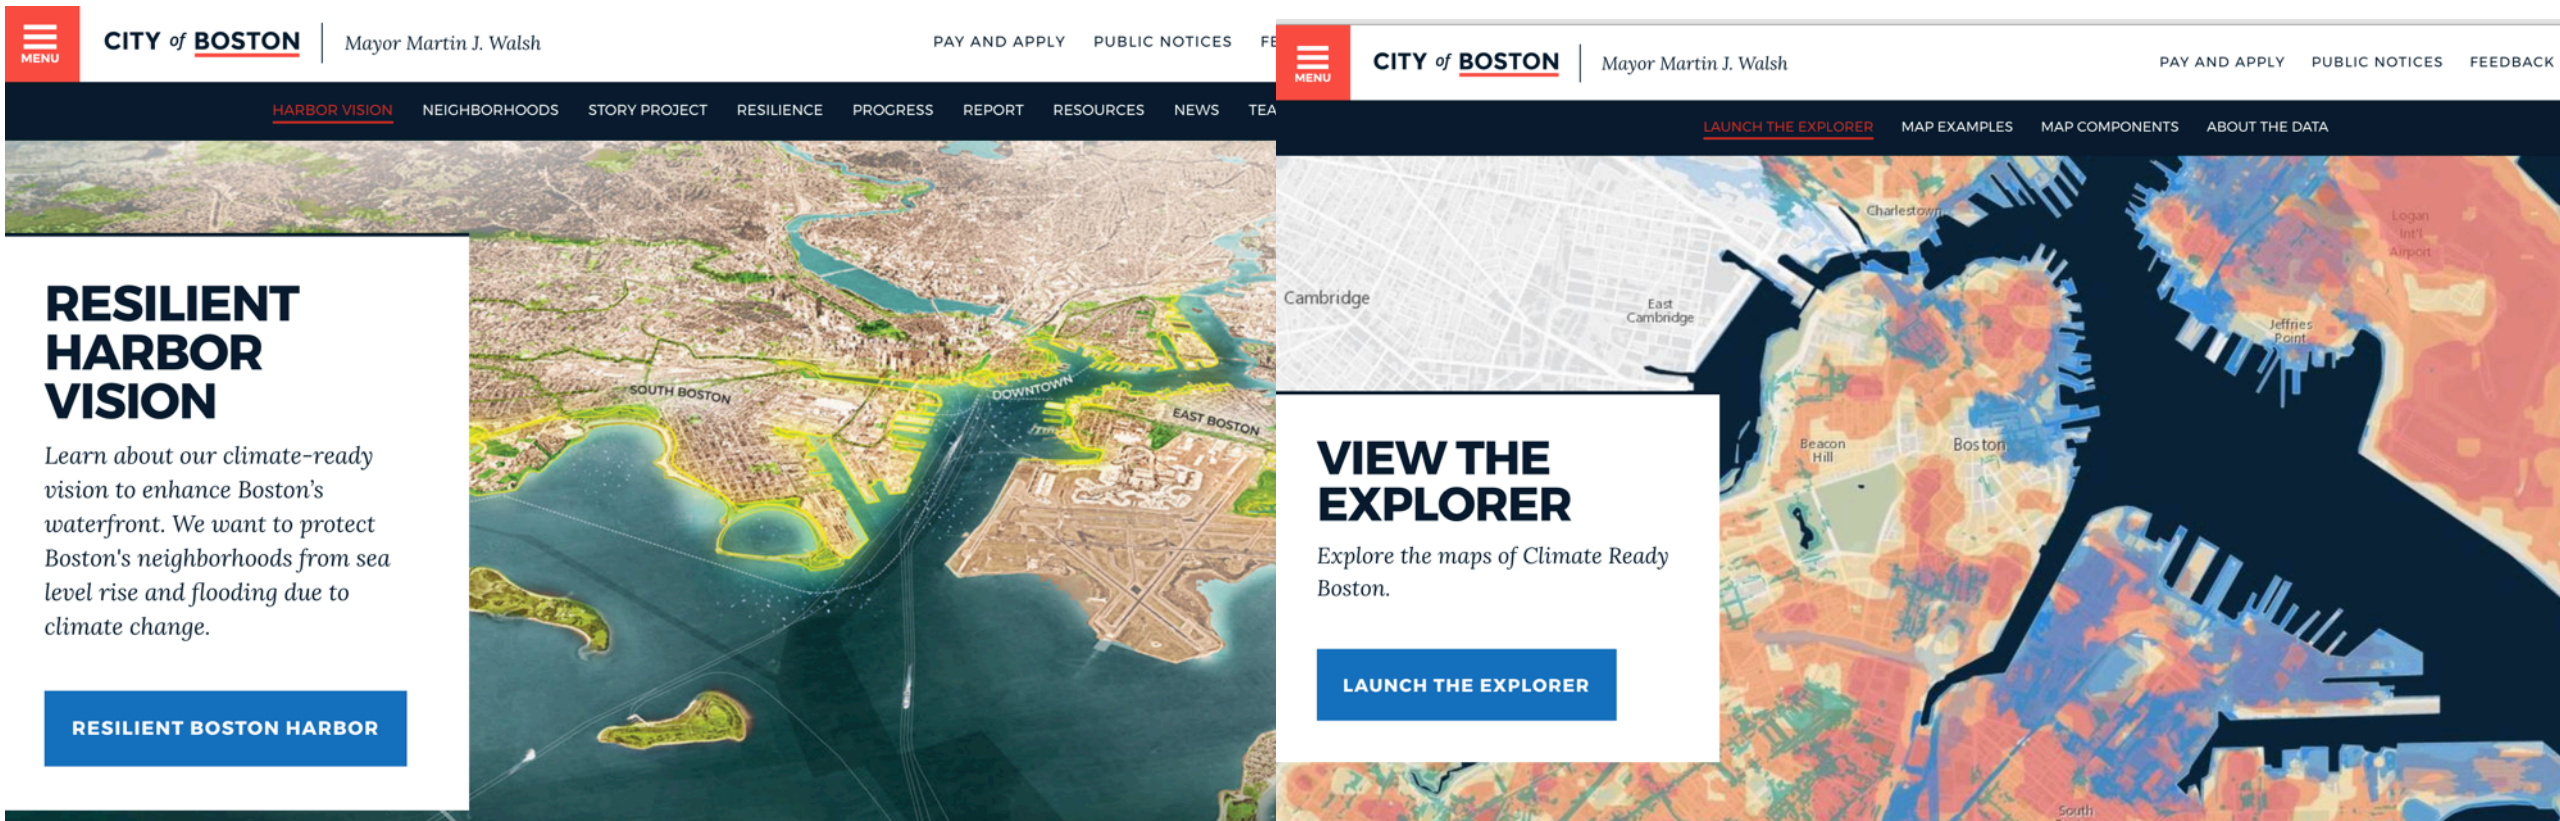 MENU
CITY of BOSTON
Mayor Martin J. Walsh
PAY AND APPLY
PUBLIC NOTICES
FE
HARBOR VISION
NEIGHBORHOODS
STORY PROJECT
RESILIENCE
PROGRESS
REPORT
RESOURCES
NEWS
TEA
RESILIENT
HARBOR
VISION
Learn about our climate-ready
vision to enhance Boston’s
waterfront. We want to protect
Boston's neighborhoods from sea
level rise and flooding due to
climate change.
RESILIENT BOSTON HARBOR
SOUTH BOSTON
DOWNTOWN
EAST BOSTON
MENU
CITY of BOSTON
Mayor Martin J. Walsh
PAY AND APPLY
PUBLIC NOTICES
FEEDBACK
LAUNCH THE EXPLORER
MAP EXAMPLES
MAP COMPONENTS
ABOUT THE DATA
Charlestown
Logan
Int'l
Airport
Cambridge
East
Cambridge
Jeffries
Point
Beacon
Hill
Boston
VIEW THE
EXPLORER
Explore the maps of Climate Ready
Boston.
LAUNCH THE EXPLORER
South